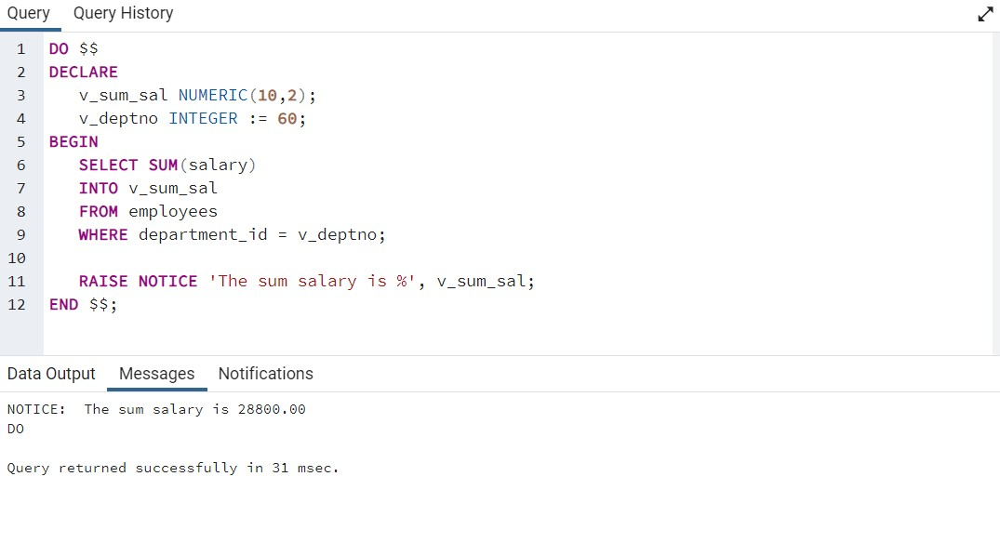 Query Query History
1 DO $$
2 DECLARE
3    v_sum_sal NUMERIC(10,2);
4    v_deptno INTEGER := 60;
5 BEGIN
6    SELECT SUM(salary)
7    INTO v_sum_sal
8    FROM employees
9    WHERE department_id = v_deptno;
10
11    RAISE NOTICE 'The sum salary is %', v_sum_sal;
12 END $$;
Data Output Messages Notifications
NOTICE:  The sum salary is 28800.00
DO
Query returned successfully in 31 msec.